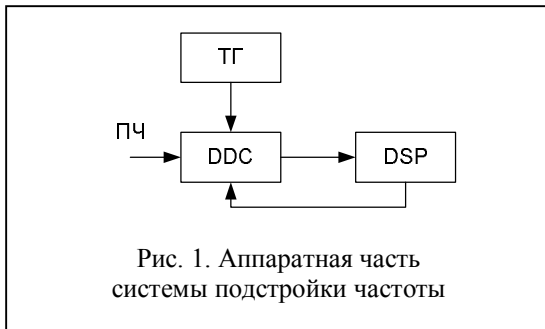 ТГ
ПЧ
DDC
DSP
Рис. 1. Аппаратная часть
системы подстройки частоты